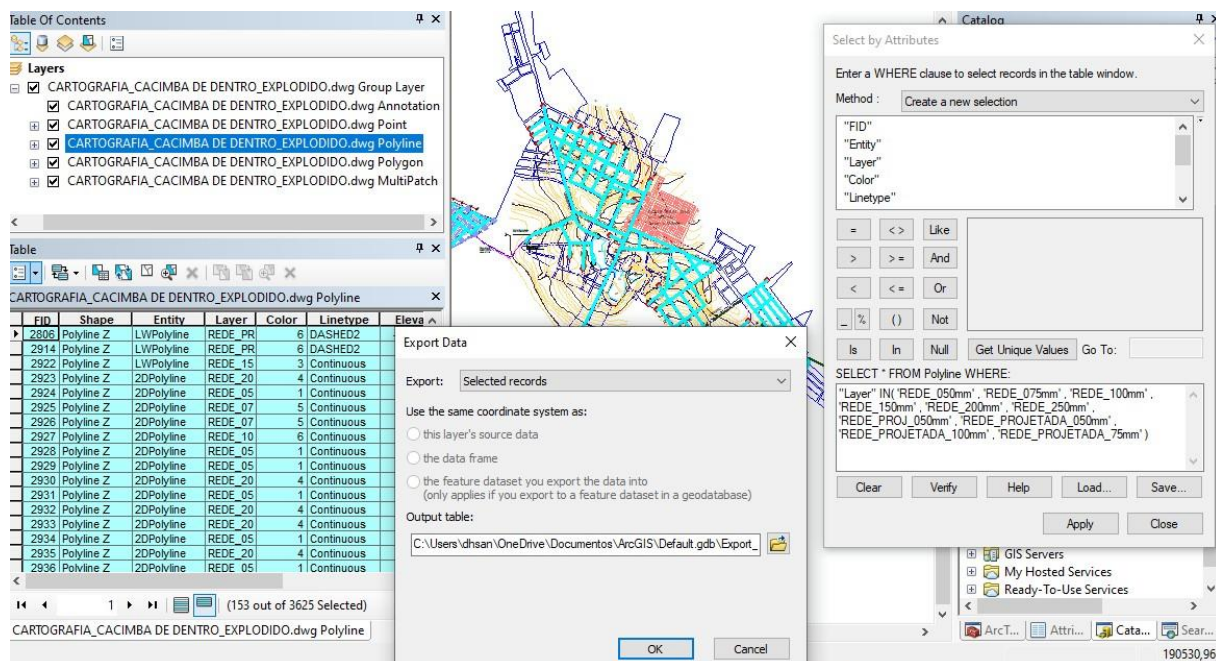 Table Of Contents
Layers
CARTOGRAFIA_CACIMBA DE DENTRO_EXPLODIDO.dwg Group Layer
CARTOGRAFIA_CACIMBA DE DENTRO_EXPLODIDO.dwg Annotation
CARTOGRAFIA_CACIMBA DE DENTRO_EXPLODIDO.dwg Point
CARTOGRAFIA_CACIMBA DE DENTRO_EXPLODIDO.dwg Polyline
CARTOGRAFIA_CACIMBA DE DENTRO_EXPLODIDO.dwg Polygon
CARTOGRAFIA_CACIMBA DE DENTRO_EXPLODIDO.dwg MultiPatch
Table
CARTOGRAFIA_CACIMBA DE DENTRO_EXPLODIDO.dwg Polyline
FID Shape Entity Layer Color Linetype Eleva
2806 Polyline Z LWPolyline REDE_PR 6 DASHED2
2914 Polyline Z LWPolyline REDE_PR 6 DASHED2
2922 Polyline Z LWPolyline REDE_15 3 Continuous
2923 Polyline Z 2DPolyline REDE_20 4 Continuous
2924 Polyline Z 2DPolyline REDE_05 1 Continuous
2925 Polyline Z 2DPolyline REDE_07 5 Continuous
2926 Polyline Z 2DPolyline REDE_07 5 Continuous
2927 Polyline Z 2DPolyline REDE_10 6 Continuous
2928 Polyline Z 2DPolyline REDE_05 1 Continuous
2929 Polyline Z 2DPolyline REDE_05 1 Continuous
2930 Polyline Z 2DPolyline REDE_20 4 Continuous
2931 Polyline Z 2DPolyline REDE_05 1 Continuous
2932 Polyline Z 2DPolyline REDE_20 4 Continuous
2933 Polyline Z 2DPolyline REDE_20 4 Continuous
2934 Polyline Z 2DPolyline REDE_05 1 Continuous
2935 Polyline Z 2DPolyline REDE_20 4 Continuous
2936 Polyline Z 2DPolyline REDE_05 1 Continuous
1 (153 out of 3625 Selected)
CARTOGRAFIA_CACIMBA DE DENTRO_EXPLODIDO.dwg Polyline
Export Data
Export: Selected records
Use the same coordinate system as:
this layer's source data
the data frame
the feature dataset you export the data into
(only applies if you export to a feature dataset in a geodatabase)
Output table:
C:\Users\dhsan\OneDrive\Documentos\ArcGIS\Default.gdb\Export_
OK Cancel
Catalog
Select by Attributes
Enter a WHERE clause to select records in the table window.
Method : Create a new selection
"FID"
"Entity"
"Layer"
"Color"
"Linetype"
= <> Like
> > = And
< < = Or
_ % () Not
Is In Null Get Unique Values Go To:
SELECT * FROM Polyline WHERE:
"Layer" IN( 'REDE_050mm' , 'REDE_075mm' , 'REDE_100mm' ,
'REDE_150mm' , 'REDE_200mm' , 'REDE_250mm' ,
'REDE_PROJ_050mm' , 'REDE_PROJETADA_050mm' ,
'REDE_PROJETADA_100mm' , 'REDE_PROJETADA_75mm' )
Clear Verify Help Load... Save...
Apply Close
GIS Servers
My Hosted Services
Ready-To-Use Services
ArcT... Attri... Cata... Sear...
190530,96